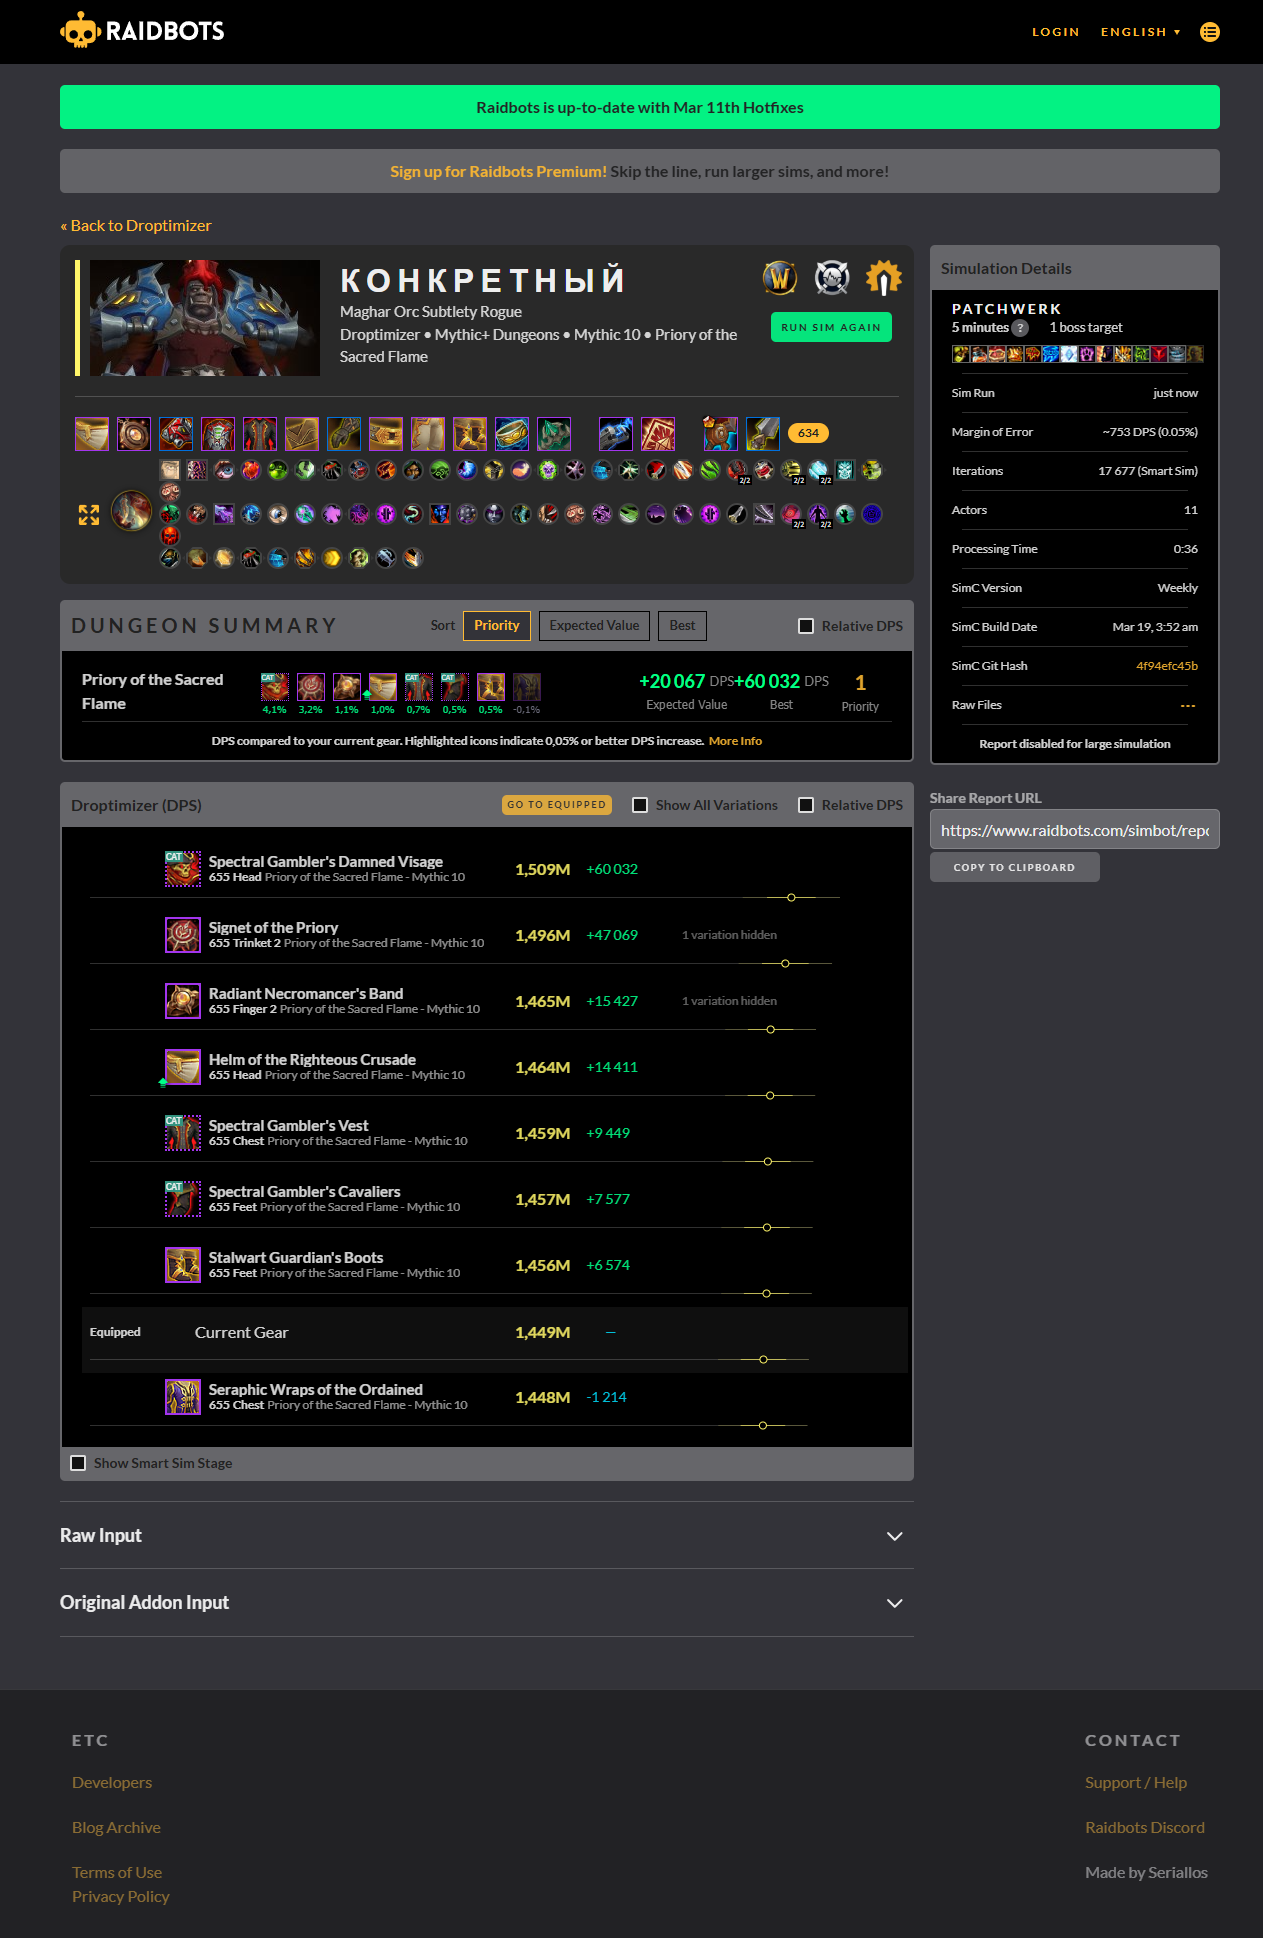 RAIDBOTS
LOGIN
ENGLISH ▾
Raidbots is up-to-date with Mar 11th Hotfixes
Sign up for Raidbots Premium! Skip the line, run larger sims, and more!
« Back to Droptimizer
КОНКРЕТНЫЙ
Maghar Orc Subtlety Rogue
Droptimizer • Mythic+ Dungeons • Mythic 10 • Priory of the
Sacred Flame
RUN SIM AGAIN
634
2/2 2/2 2/2
2/2 2/2
DUNGEON SUMMARY
Sort Priority Expected Value Best
Relative DPS
Priory of the Sacred
Flame
CAT CAT CAT
4,1% 3,2% 1,1% 1,0% 0,7% 0,5% 0,5% -0,1%
+20 067 DPS +60 032 DPS 1
Expected Value Best Priority
DPS compared to your current gear. Highlighted icons indicate 0,05% or better DPS increase. More Info
Droptimizer (DPS)
GO TO EQUIPPED
Show All Variations
Relative DPS
CAT
Spectral Gambler's Damned Visage
655 Head Priory of the Sacred Flame - Mythic 10
1,509M +60 032
Signet of the Priory
655 Trinket 2 Priory of the Sacred Flame - Mythic 10
1,496M +47 069 1 variation hidden
Radiant Necromancer's Band
655 Finger 2 Priory of the Sacred Flame - Mythic 10
1,465M +15 427 1 variation hidden
Helm of the Righteous Crusade
655 Head Priory of the Sacred Flame - Mythic 10
1,464M +14 411
CAT
Spectral Gambler's Vest
655 Chest Priory of the Sacred Flame - Mythic 10
1,459M +9 449
CAT
Spectral Gambler's Cavaliers
655 Feet Priory of the Sacred Flame - Mythic 10
1,457M +7 577
Stalwart Guardian's Boots
655 Feet Priory of the Sacred Flame - Mythic 10
1,456M +6 574
Equipped Current Gear 1,449M —
Seraphic Wraps of the Ordained
655 Chest Priory of the Sacred Flame - Mythic 10
1,448M -1 214
Show Smart Sim Stage
Raw Input
Original Addon Input
Simulation Details
PATCHWERK
5 minutes ? 1 boss target
Sim Run just now
Margin of Error ~753 DPS (0.05%)
Iterations 17 677 (Smart Sim)
Actors 11
Processing Time 0:36
SimC Version Weekly
SimC Build Date Mar 19, 3:52 am
SimC Git Hash 4f94efc45b
Raw Files ---
Report disabled for large simulation
Share Report URL
https://www.raidbots.com/simbot/repo
COPY TO CLIPBOARD
ETC
Developers
Blog Archive
Terms of Use
Privacy Policy
CONTACT
Support / Help
Raidbots Discord
Made by Seriallos